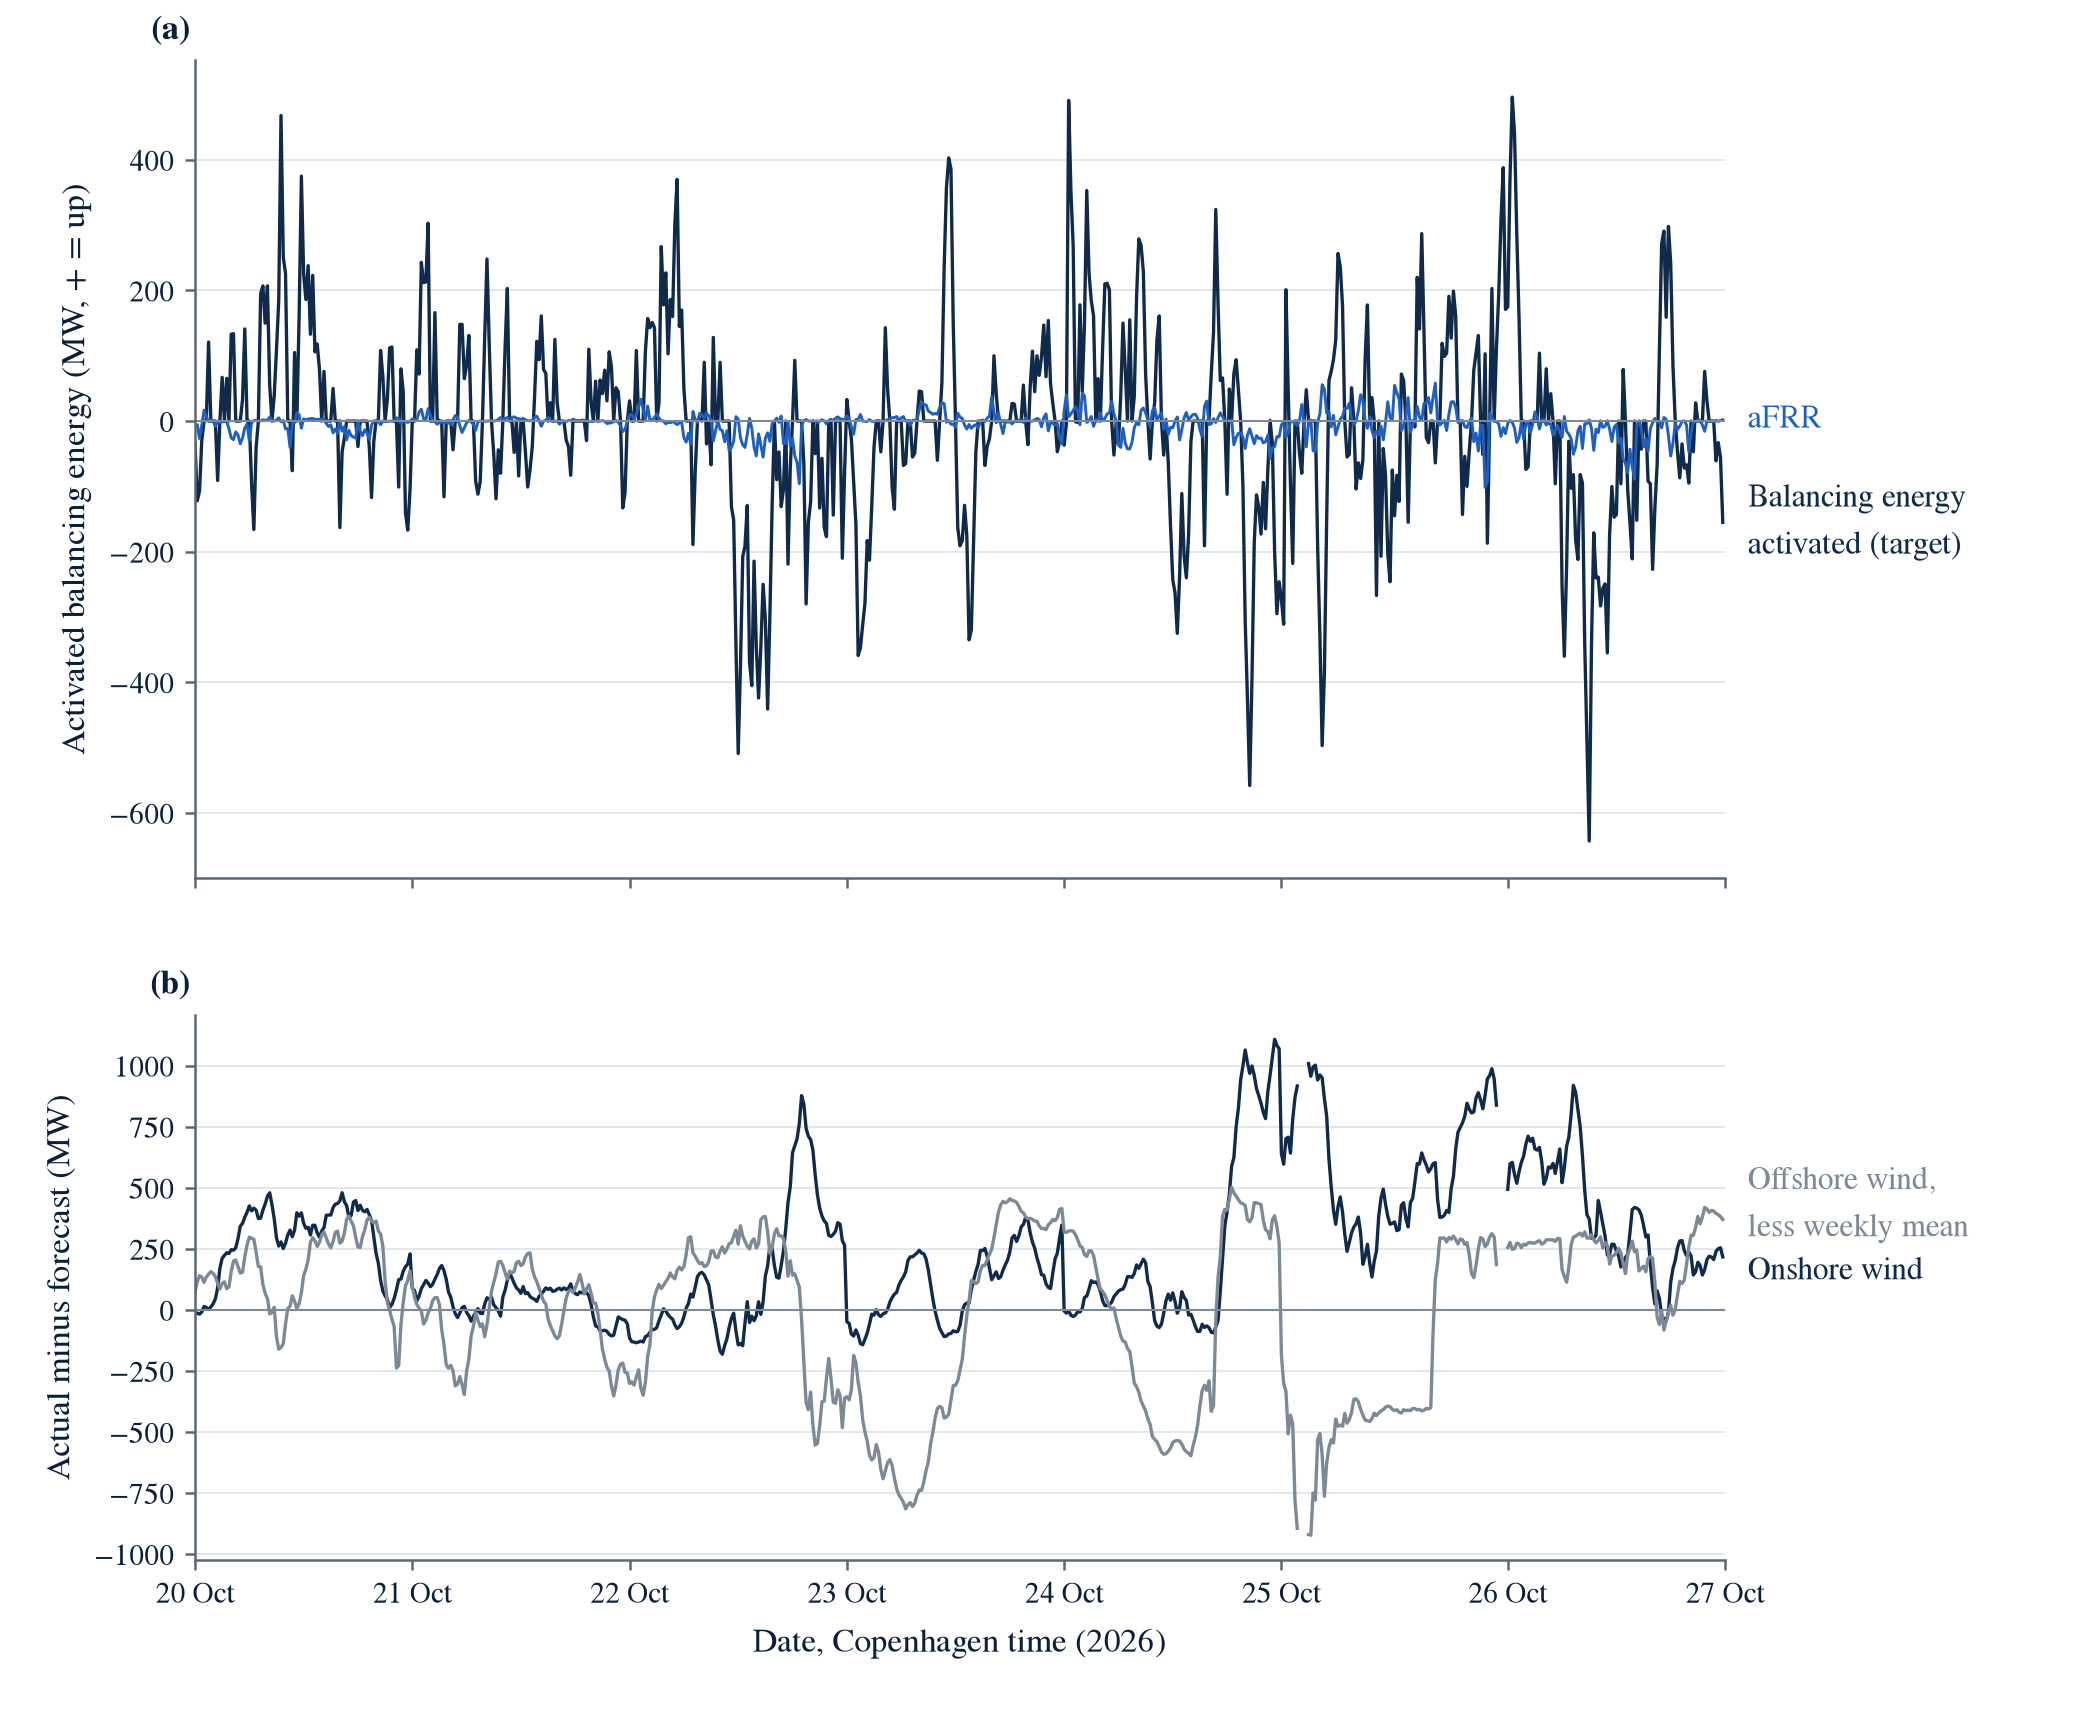 (a)
Activated balancing energy (MW, + = up)
400
200
0
−200
−400
−600
aFRR
Balancing energy
activated (target)
(b)
Actual minus forecast (MW)
1000
750
500
250
0
−250
−500
−750
−1000
Offshore wind,
less weekly mean
Onshore wind
20 Oct
21 Oct
22 Oct
23 Oct
24 Oct
25 Oct
26 Oct
27 Oct
Date, Copenhagen time (2026)